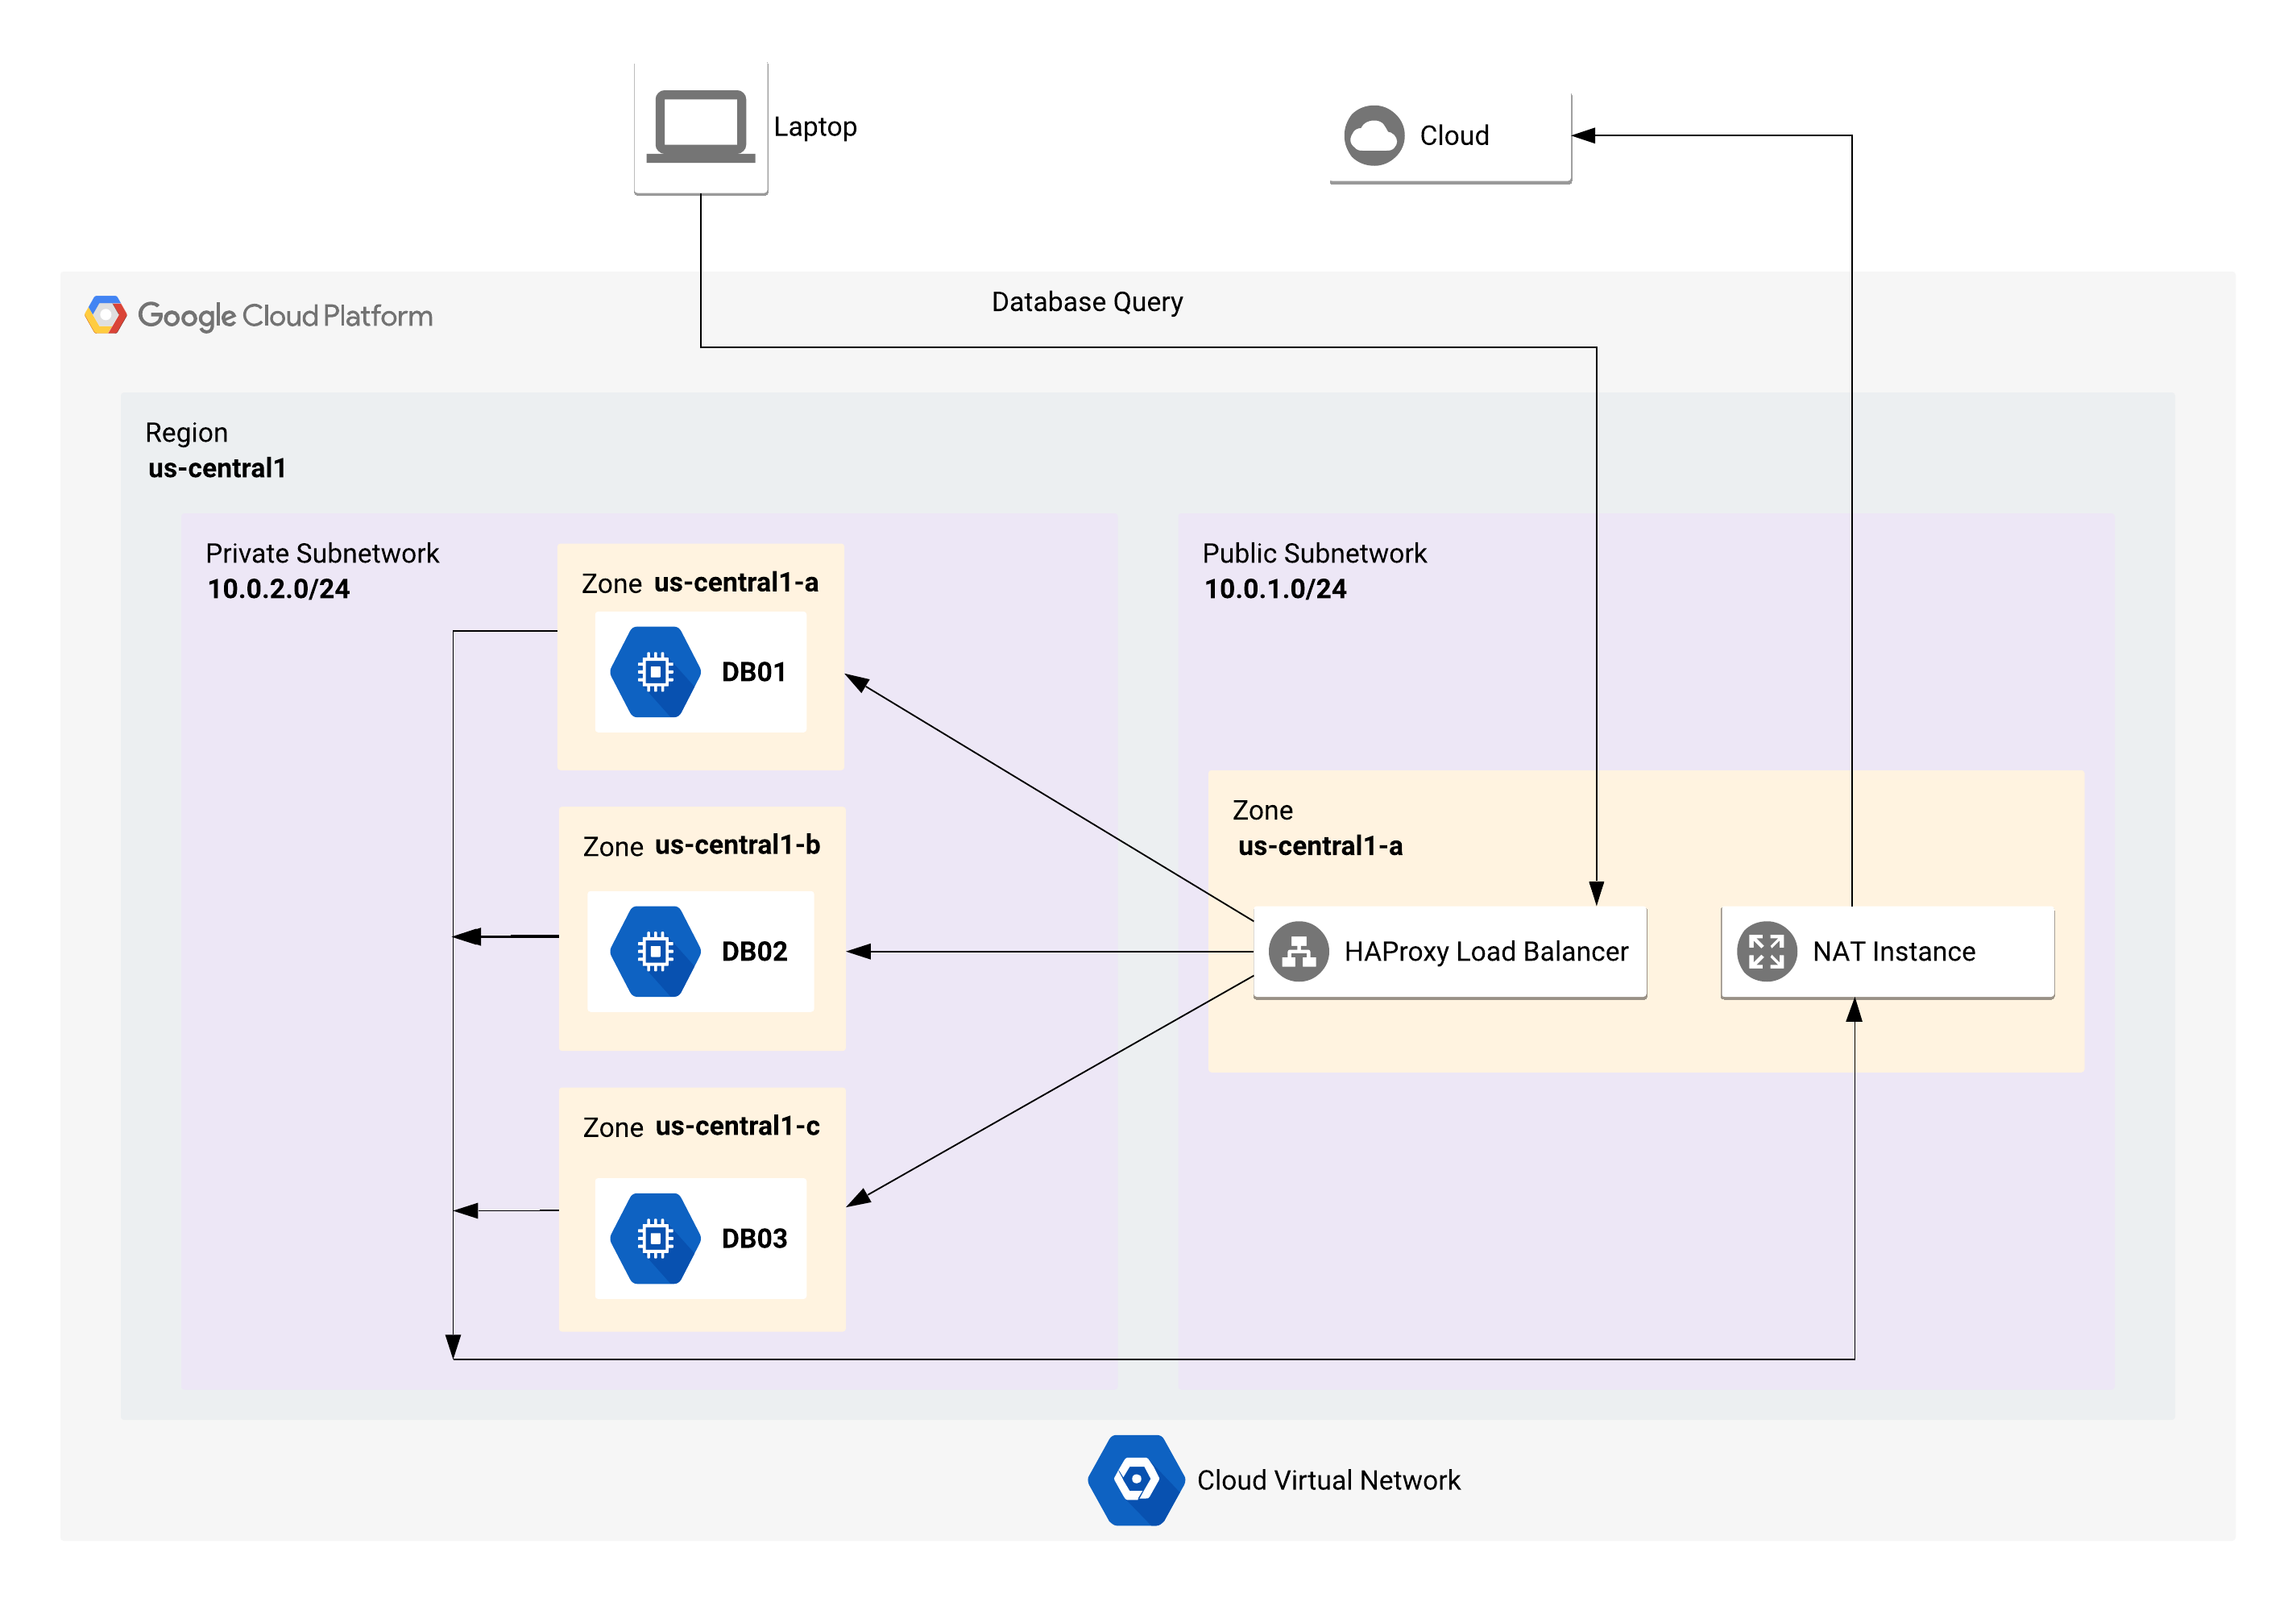 Laptop
Cloud
Google Cloud Platform
Database Query
Region
us-central1
Private Subnetwork
10.0.2.0/24
Zone us-central1-a
DB01
Zone us-central1-b
DB02
Zone us-central1-c
DB03
Public Subnetwork
10.0.1.0/24
Zone
us-central1-a
HAProxy Load Balancer
NAT Instance
Cloud Virtual Network